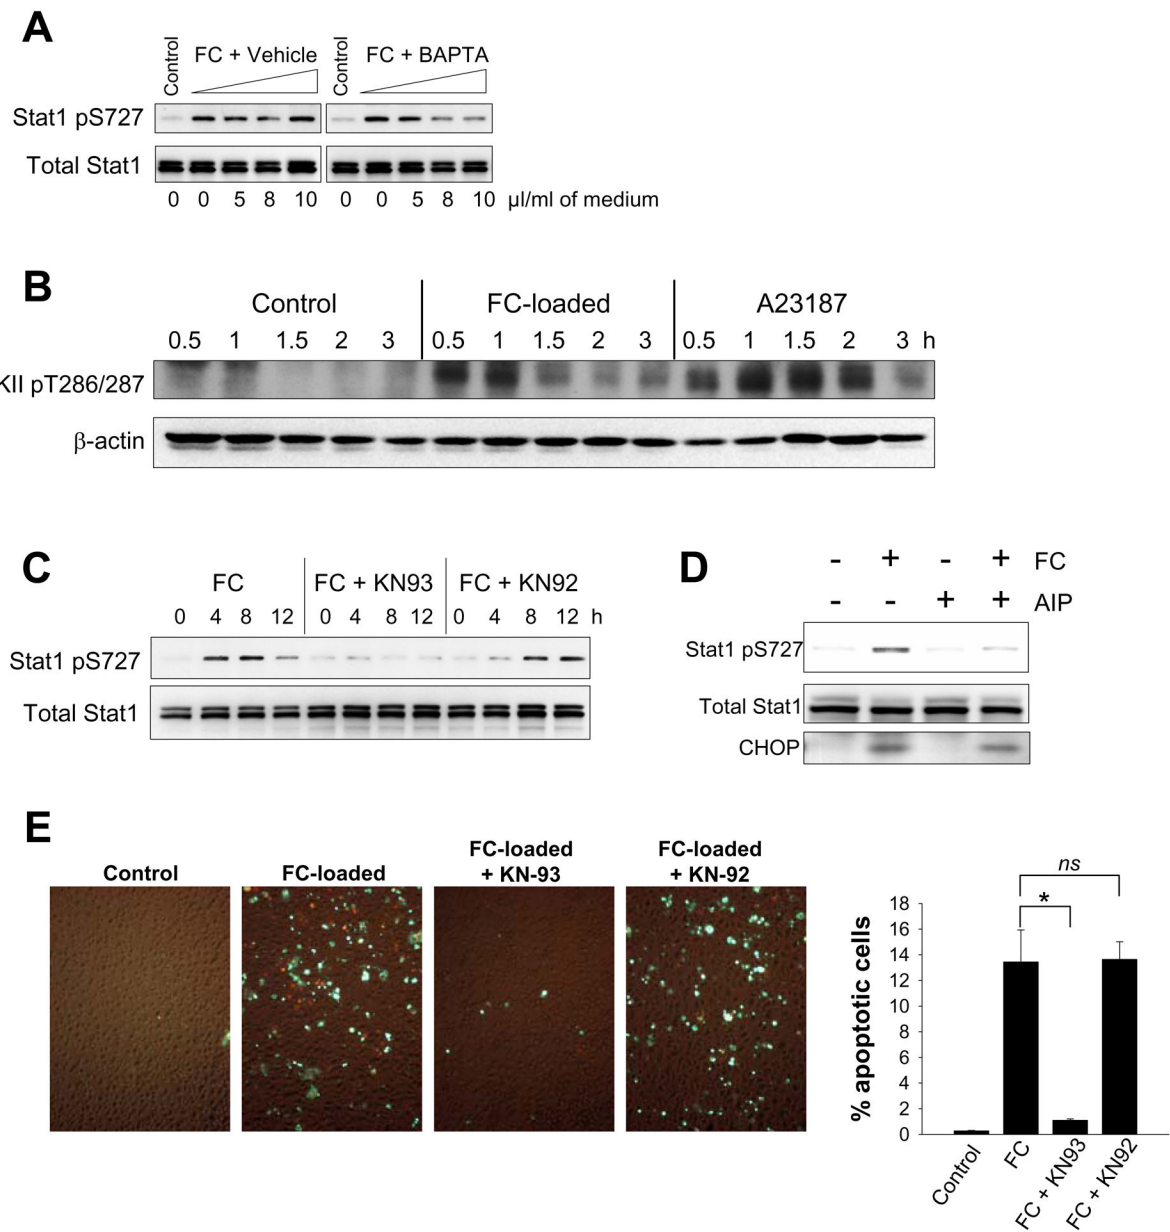 A
Control FC + Vehicle Control FC + BAPTA
Stat1 pS727
Total Stat1
0 0 5 8 10 0 0 5 8 10 µl/ml of medium
B
Control FC-loaded A23187
0.5 1 1.5 2 3 0.5 1 1.5 2 3 0.5 1 1.5 2 3 h
KII pT286/287
β-actin
C
FC FC + KN93 FC + KN92
0 4 8 12 0 4 8 12 0 4 8 12 h
Stat1 pS727
Total Stat1
D
- + - + FC
- - + + AIP
Stat1 pS727
Total Stat1
CHOP
E
Control FC-loaded FC-loaded + KN-93 FC-loaded + KN-92
ns
*
% apoptotic cells
18
16
14
12
10
8
6
4
2
0
Control FC FC + KN93 FC + KN92